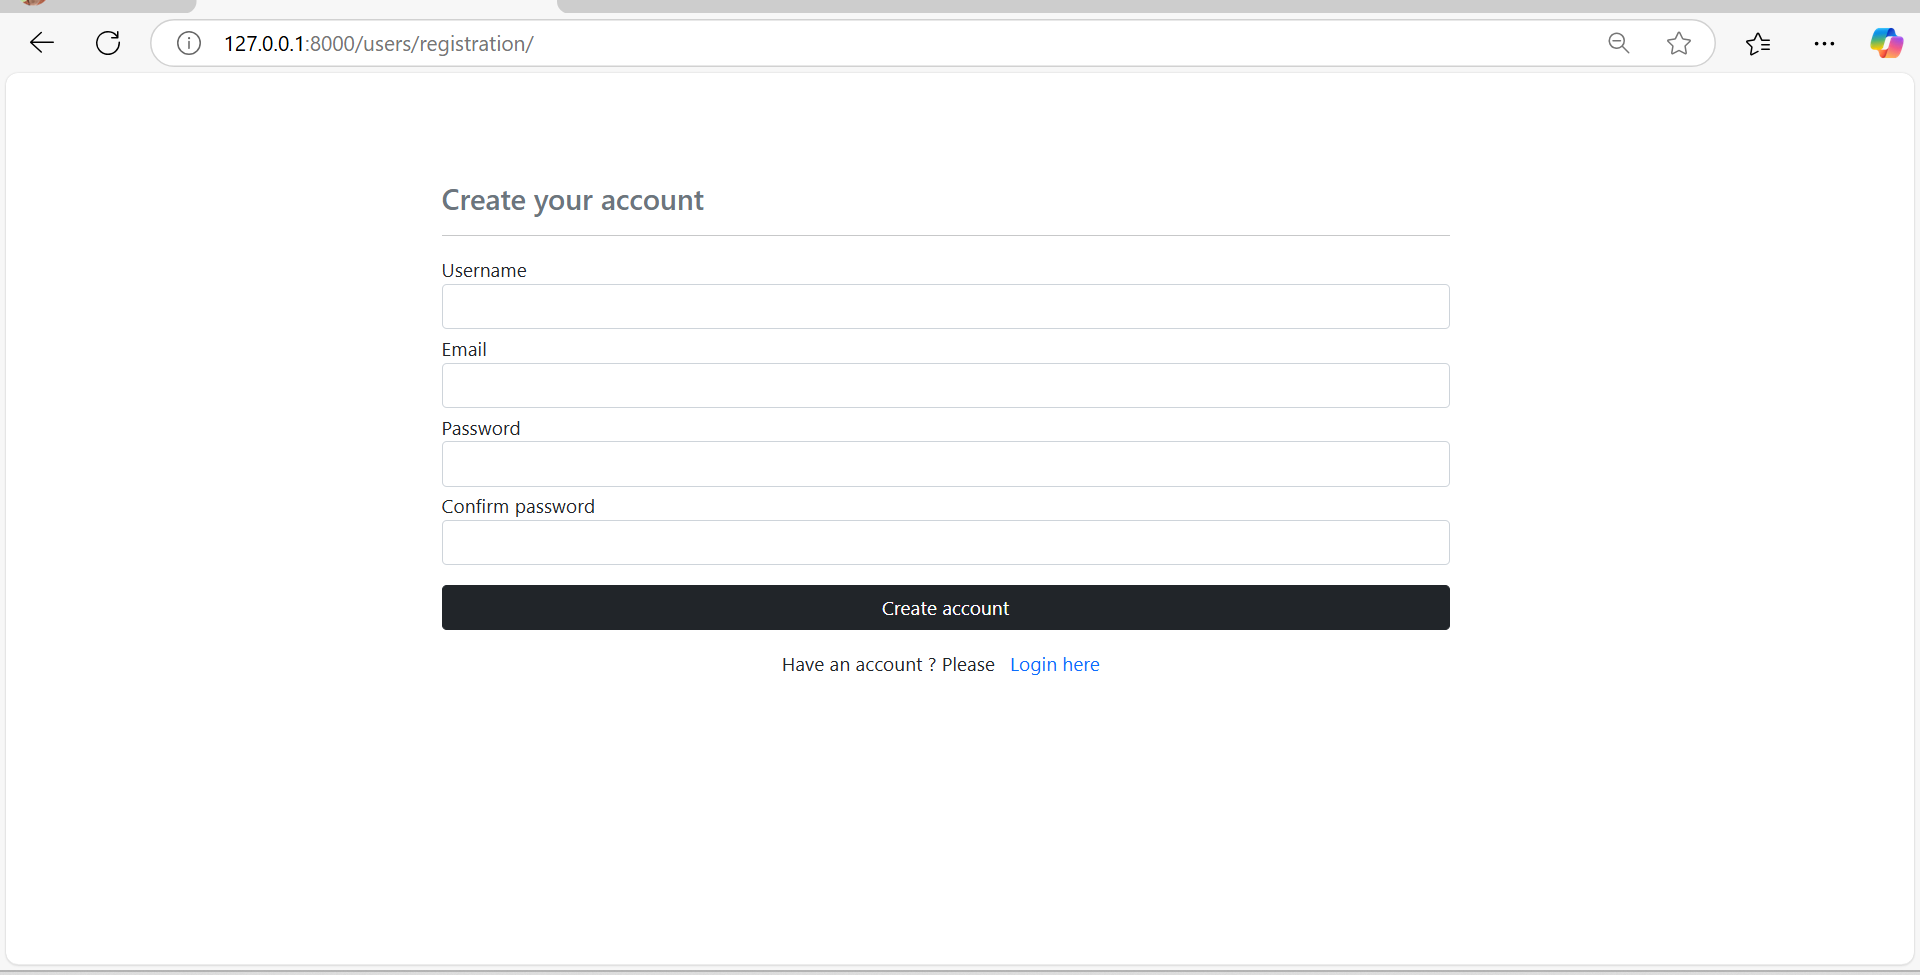 127.0.0.1:8000/users/registration/
Create your account
Username
Email
Password
Confirm password
Create account
Have an account ? Please Login here